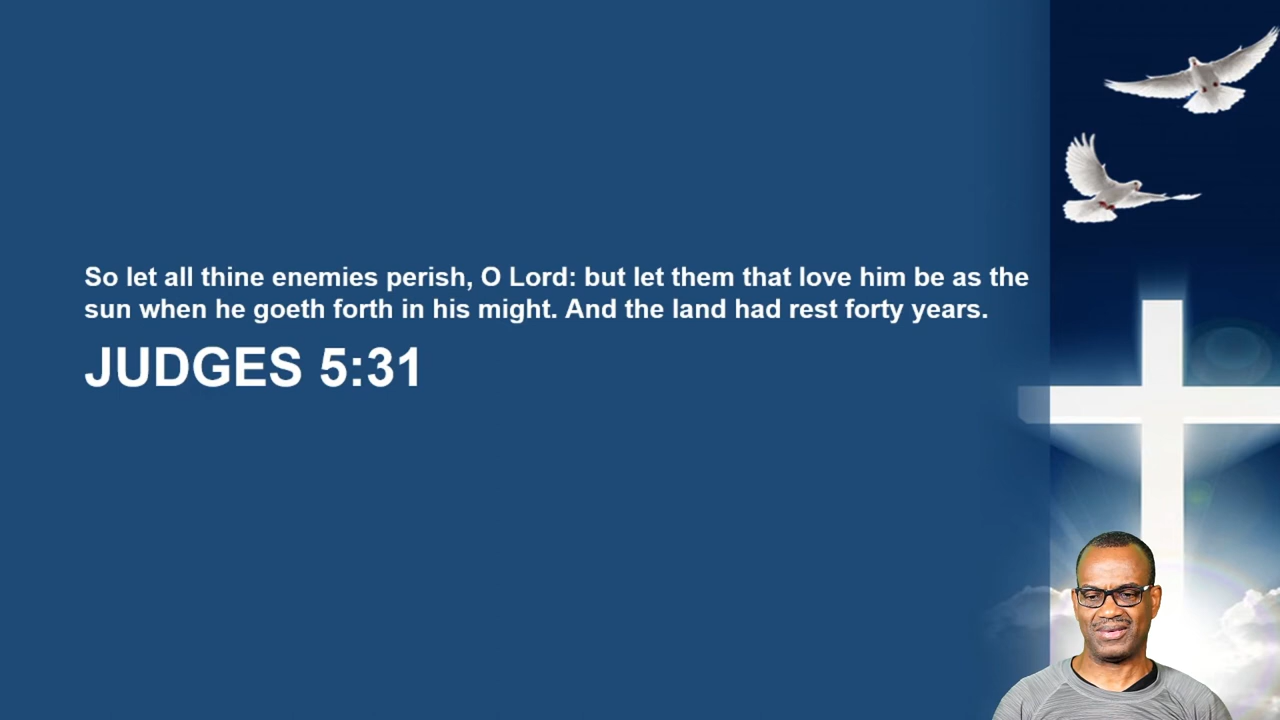 So let all thine enemies perish, O Lord: but let them that love him be as the
sun when he goeth forth in his might. And the land had rest forty years.
JUDGES 5:31